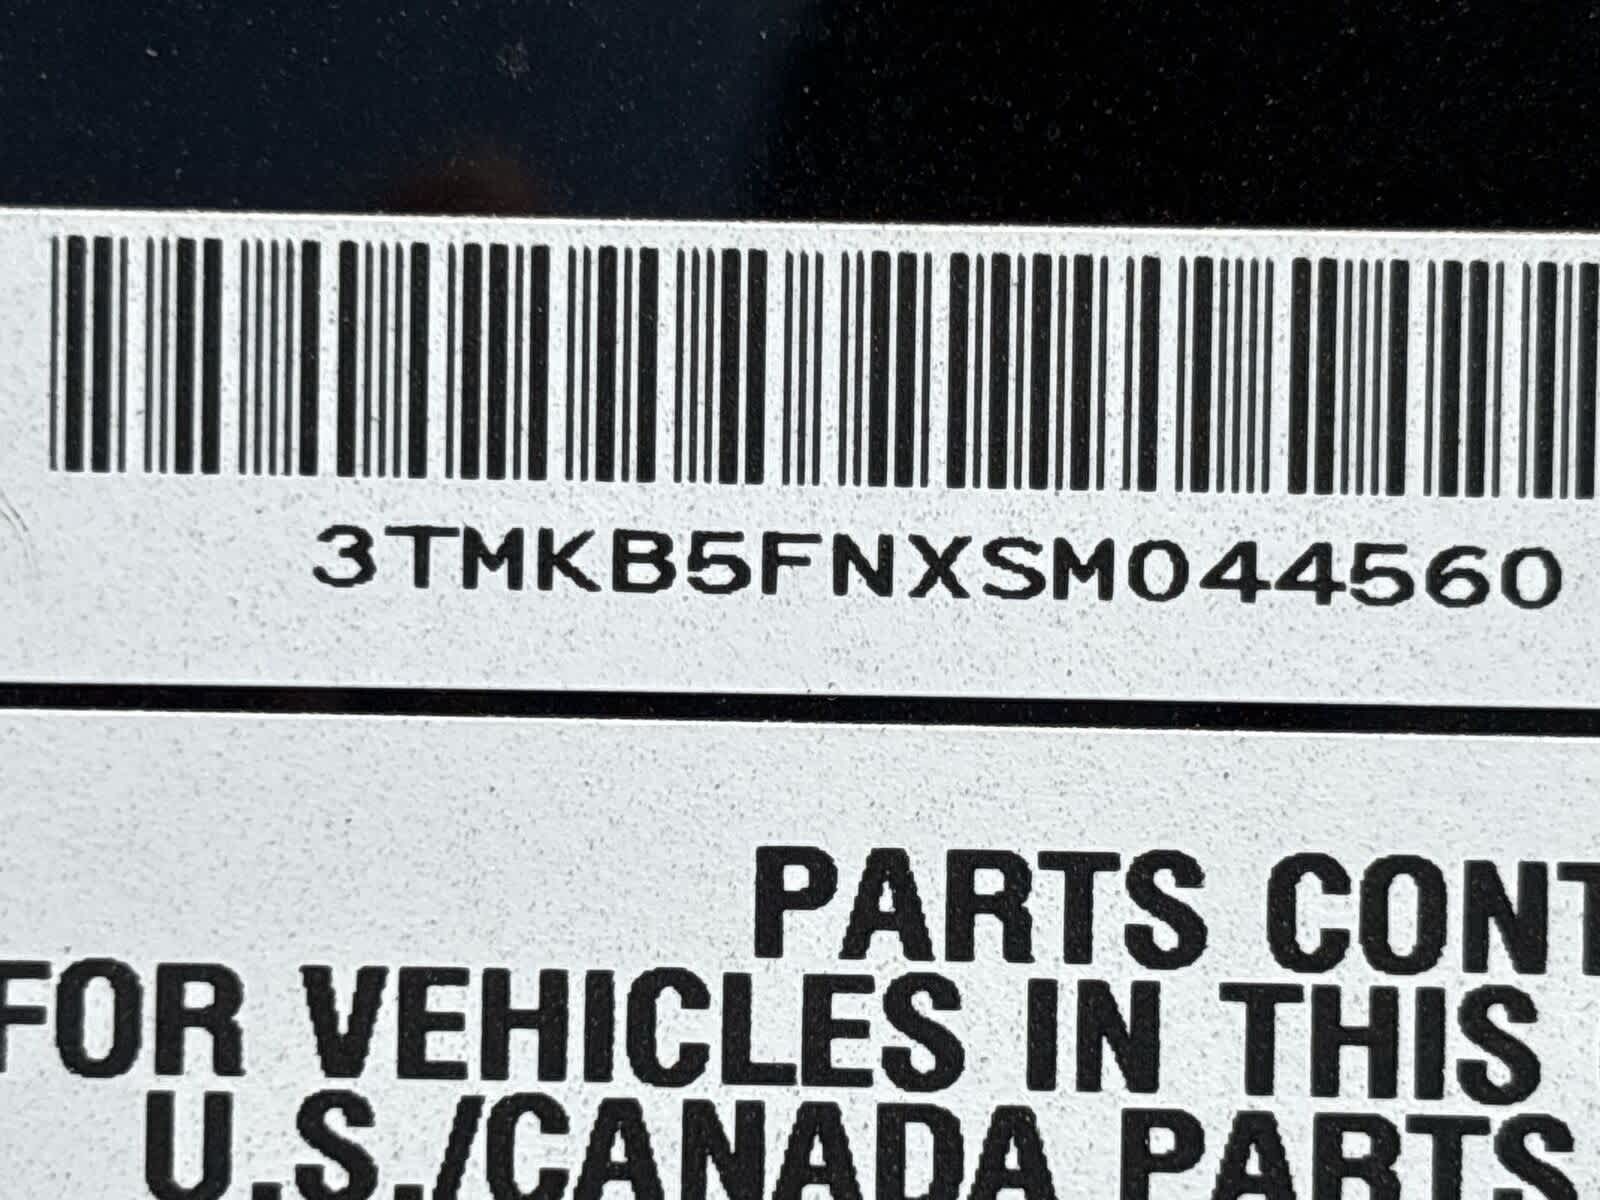 3TMKB5FNXSM044560
PARTS CONT
FOR VEHICLES IN THIS
U.S./CANADA PARTS